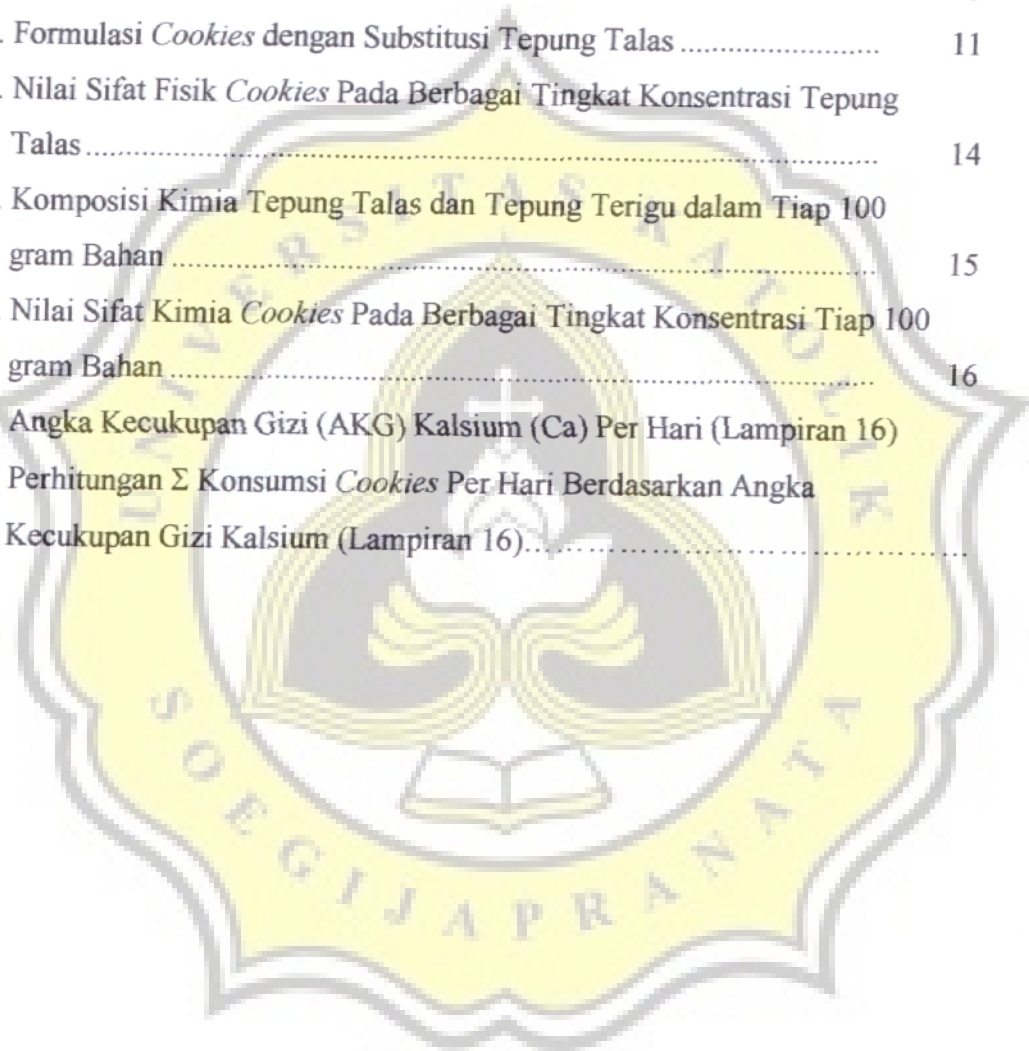 . Formulasi Cookies dengan Substitusi Tepung Talas ........................ 11
. Nilai Sifat Fisik Cookies Pada Berbagai Tingkat Konsentrasi Tepung
Talas ................................................................................ 14
. Komposisi Kimia Tepung Talas dan Tepung Terigu dalam Tiap 100
gram Bahan ........................................................................ 15
. Nilai Sifat Kimia Cookies Pada Berbagai Tingkat Konsentrasi Tiap 100
gram Bahan ........................................................................ 16
Angka Kecukupan Gizi (AKG) Kalsium (Ca) Per Hari (Lampiran 16)
Perhitungan Σ Konsumsi Cookies Per Hari Berdasarkan Angka
Kecukupan Gizi Kalsium (Lampiran 16)............................................
UNIVERSITAS KATOLIK
SOEGIJAPRANATA